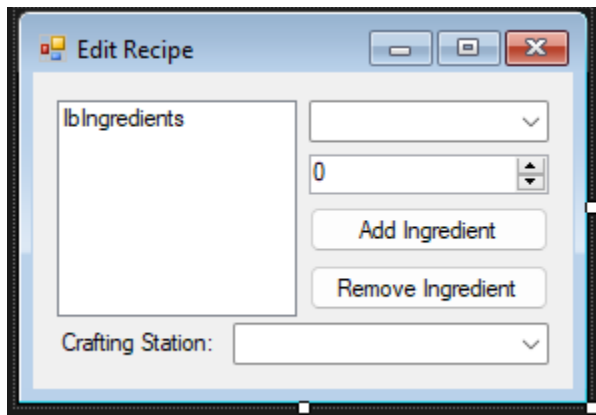 Edit Recipe
lbIngredients
0
Add Ingredient
Remove Ingredient
Crafting Station: